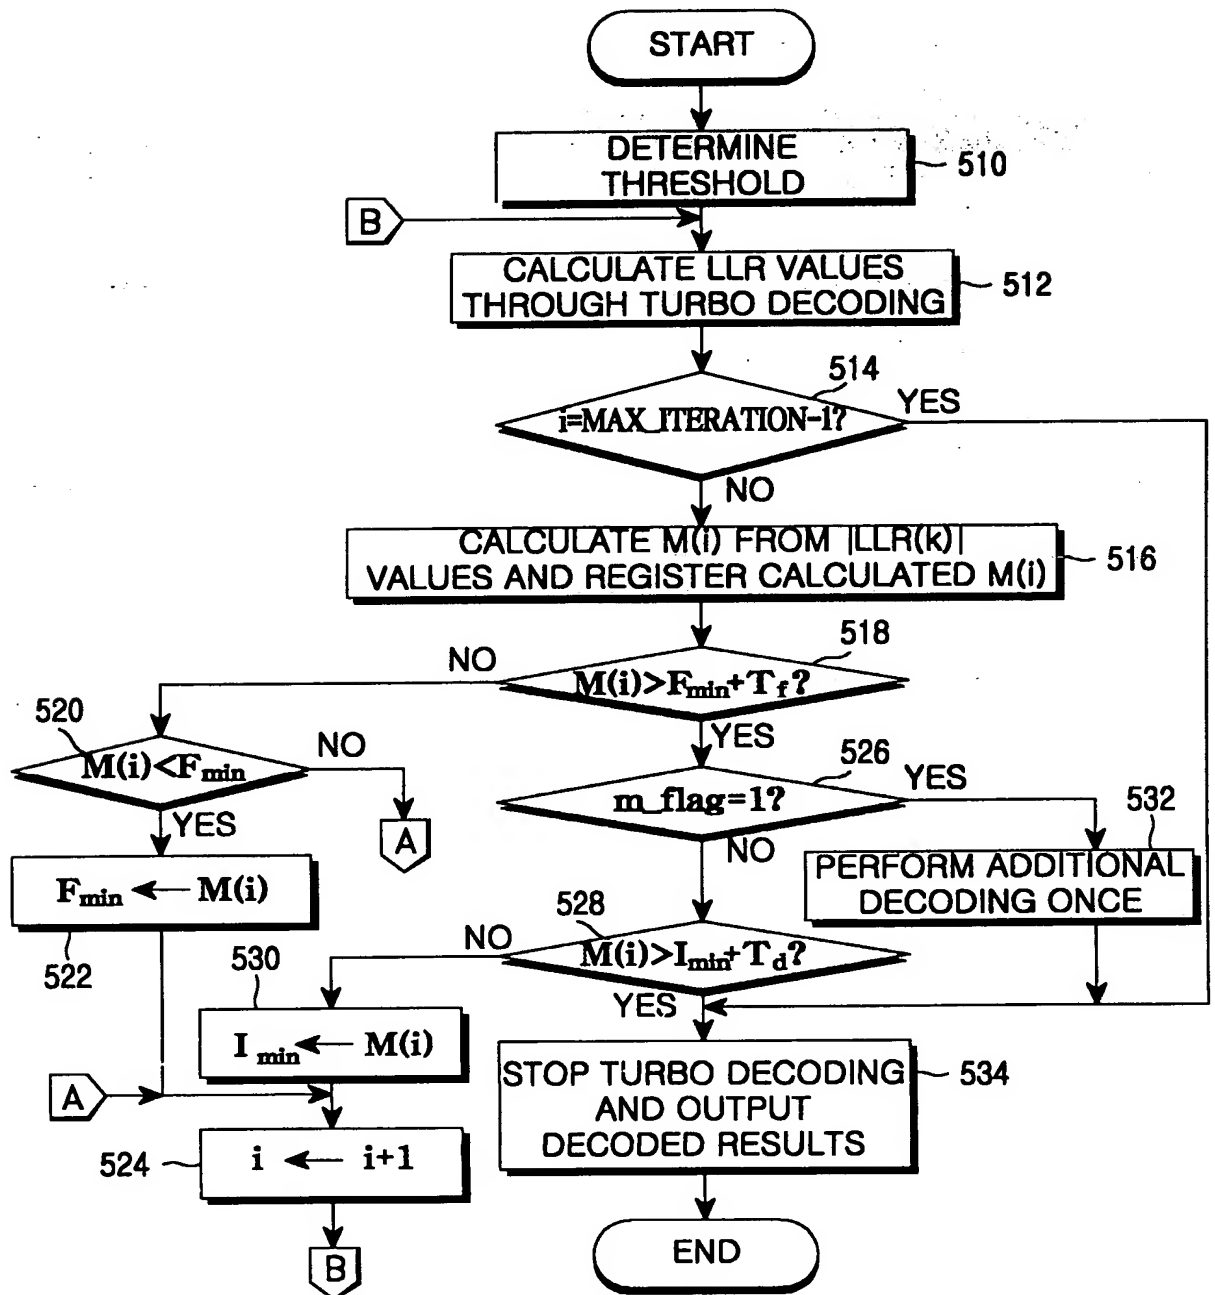 START
DETERMINE
THRESHOLD
510
B
CALCULATE LLR VALUES
THROUGH TURBO DECODING
512
514
i=MAX_ITERATION-1?
YES
NO
CALCULATE M(i) FROM |LLR(k)|
VALUES AND REGISTER CALCULATED M(i)
516
518
NO
M(i)>Fmin+Tf?
YES
520
M(i)<Fmin
NO
YES
A
526
m_flag=1?
YES
NO
532
PERFORM ADDITIONAL
DECODING ONCE
Fmin ← M(i)
522
528
NO
M(i)>Imin+Td?
YES
530
Imin ← M(i)
A
524
i ← i+1
B
STOP TURBO DECODING
AND OUTPUT
DECODED RESULTS
534
END